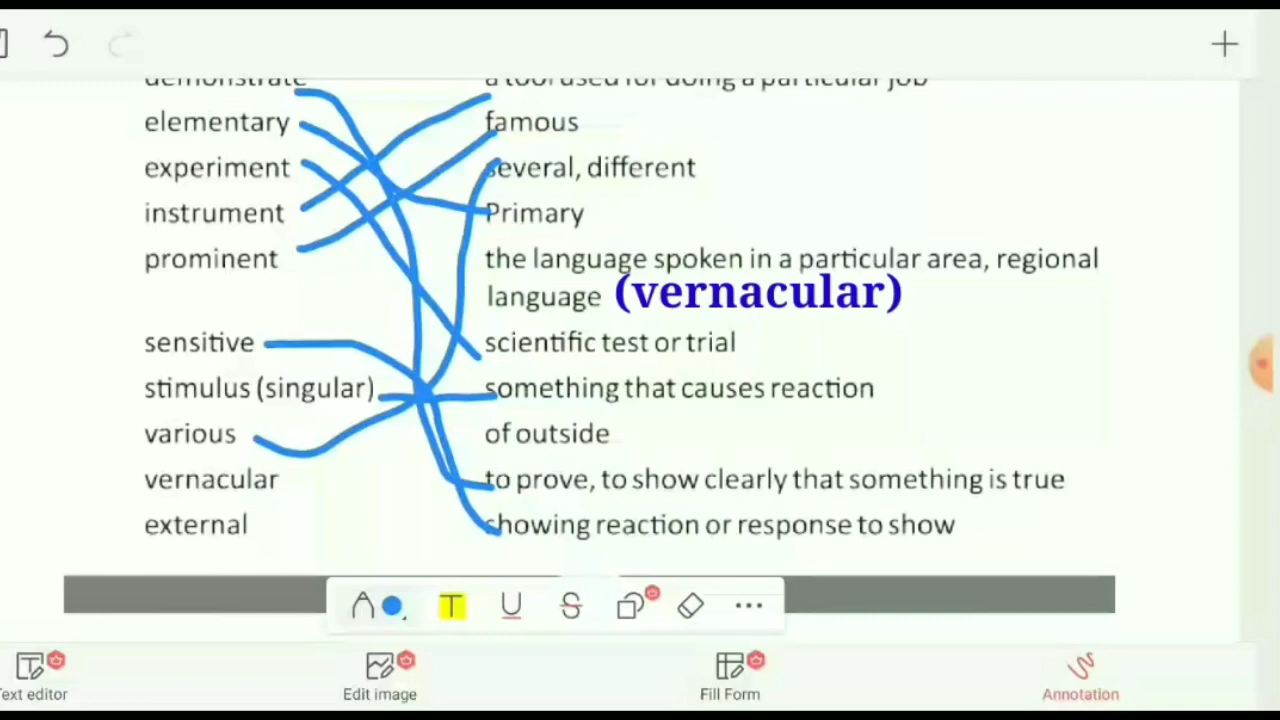 demonstrate a tool used for doing a particular job
elementary famous
experiment several, different
instrument Primary
prominent the language spoken in a particular area, regional
language (vernacular)
sensitive scientific test or trial
stimulus (singular) something that causes reaction
various of outside
vernacular to prove, to show clearly that something is true
external showing reaction or response to show
T U S
Text editor Edit image Fill Form Annotation